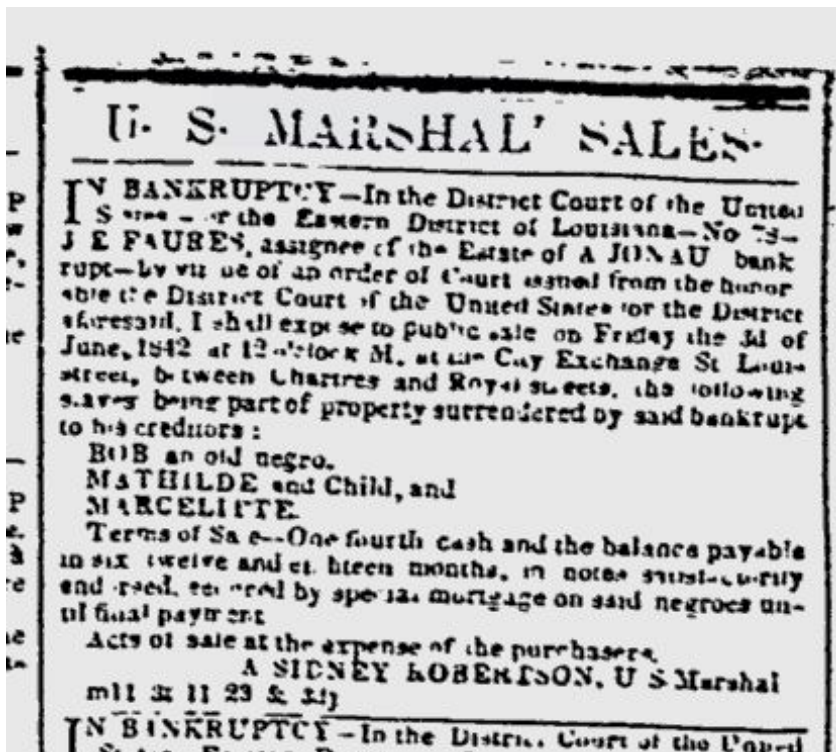 U. S. MARSHAL' SALES.
IN BANKRUPTCY—In the District Court of the United
States — for the Eastern District of Louisiana—No
J E FAURES, assignee of the Estate of A JONAU bank
rupt—by virtue of an order of Court issued from the honor
able the District Court of the United States for the District
aforesaid, I shall expose to public sale on Friday the 3d of
June, 1842 at 12 o'clock M. at the City Exchange St Louis
street, between Chartres and Royal streets, the following
slaves being part of property surrendered by said bankrupt
to his creditors :
BOB an old negro.
MATHILDE and Child, and
MARCELITTE
Terms of Sale—One fourth cash and the balance payable
in six twelve and eighteen months, in notes satisfactorily
endorsed, secured by special mortgage on said negroes un-
til final payment
Acts of sale at the expense of the purchasers.
A SIDNEY ROBERTSON, U S Marshal
m11 11 23 &
IN BANKRUPTCY—In the District Court of the United